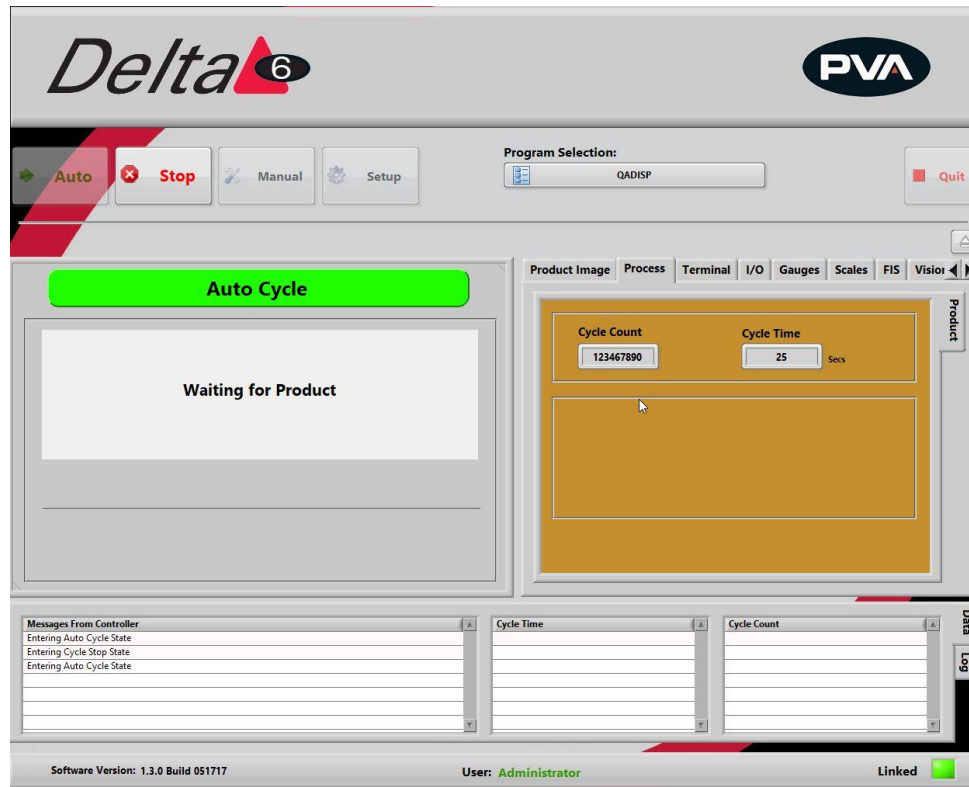 Delta 6
PVA
Program Selection:
Auto
Stop
Manual
Setup
QADISP
Quit
Auto Cycle
Waiting for Product
Product Image Process Terminal I/O Gauges Scales FIS Vision
Product
Cycle Count
Cycle Time
123467890
25 Secs
Messages From Controller
Entering Auto Cycle State
Entering Cycle Stop State
Entering Auto Cycle State
Cycle Time
Cycle Count
Data
Log
Software Version: 1.3.0 Build 051717
User: Administrator
Linked